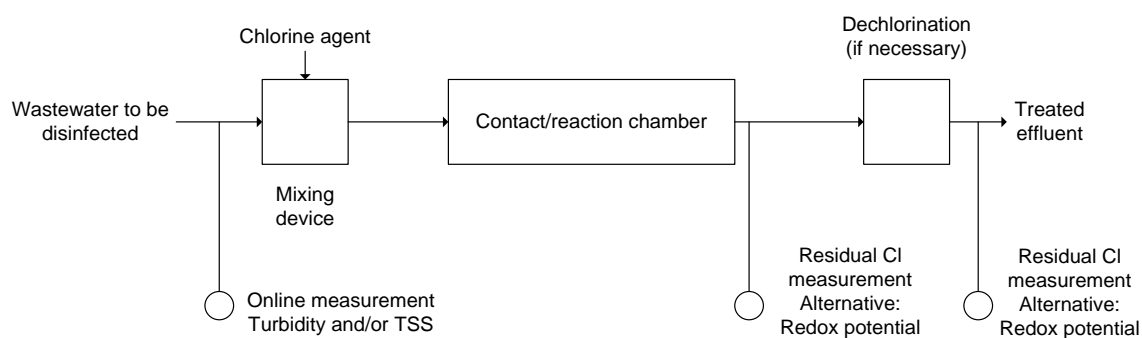 Chlorine agent
Dechlorination
(if necessary)
Wastewater to be
disinfected
Contact/reaction chamber
Treated
effluent
Mixing
device
Online measurement
Turbidity and/or TSS
Residual Cl
measurement
Alternative:
Redox potential
Residual Cl
measurement
Alternative:
Redox potential